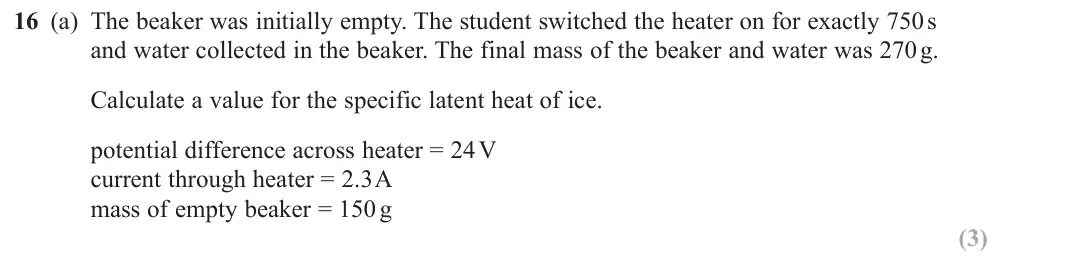 16 (a) The beaker was initially empty. The student switched the heater on for exactly 750 s
and water collected in the beaker. The final mass of the beaker and water was 270 g.
Calculate a value for the specific latent heat of ice.
potential difference across heater = 24 V
current through heater = 2.3 A
mass of empty beaker = 150 g
(3)